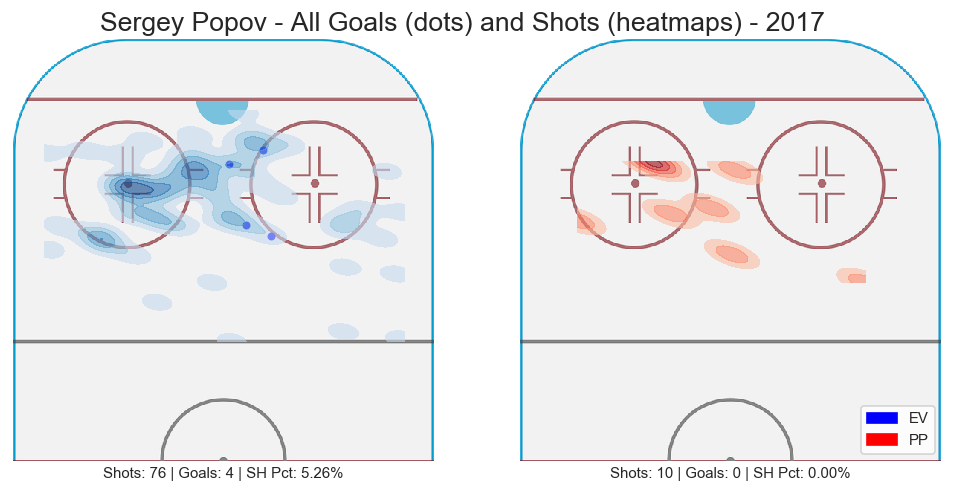 Sergey Popov - All Goals (dots) and Shots (heatmaps) - 2017
EV
PP
Shots: 76 | Goals: 4 | SH Pct: 5.26%
Shots: 10 | Goals: 0 | SH Pct: 0.00%